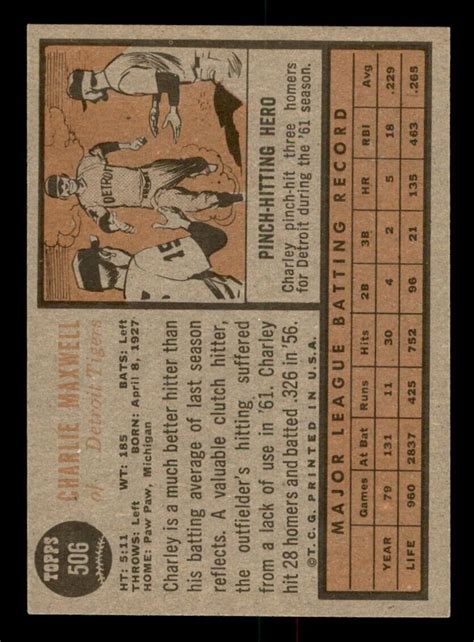 TOPPS
506
CHARLIE MAXWELL
of Detroit Tigers
HT: 5:11 WT: 185 BATS: Left
THROWS: Left BORN: April 8, 1927
HOME: Paw Paw, Michigan
Charley is a much better hitter than
his batting average of last season
reflects. A valuable clutch hitter,
the outfielder's hitting, suffered
from a lack of use in '61. Charley
hit 28 homers and batted .326 in '56.
©T.C.G. PRINTED IN U.S.A.
DETROIT
15
PINCH-HITTING HERO
Charley pinch-hit three homers
for Detroit during the '61 season.
MAJOR LEAGUE BATTING RECORD
Games At Bat Runs Hits 2B 3B HR RBI Avg
YEAR 79 131 11 30 4 2 5 18 .229
LIFE 960 2837 425 752 96 21 135 463 .265